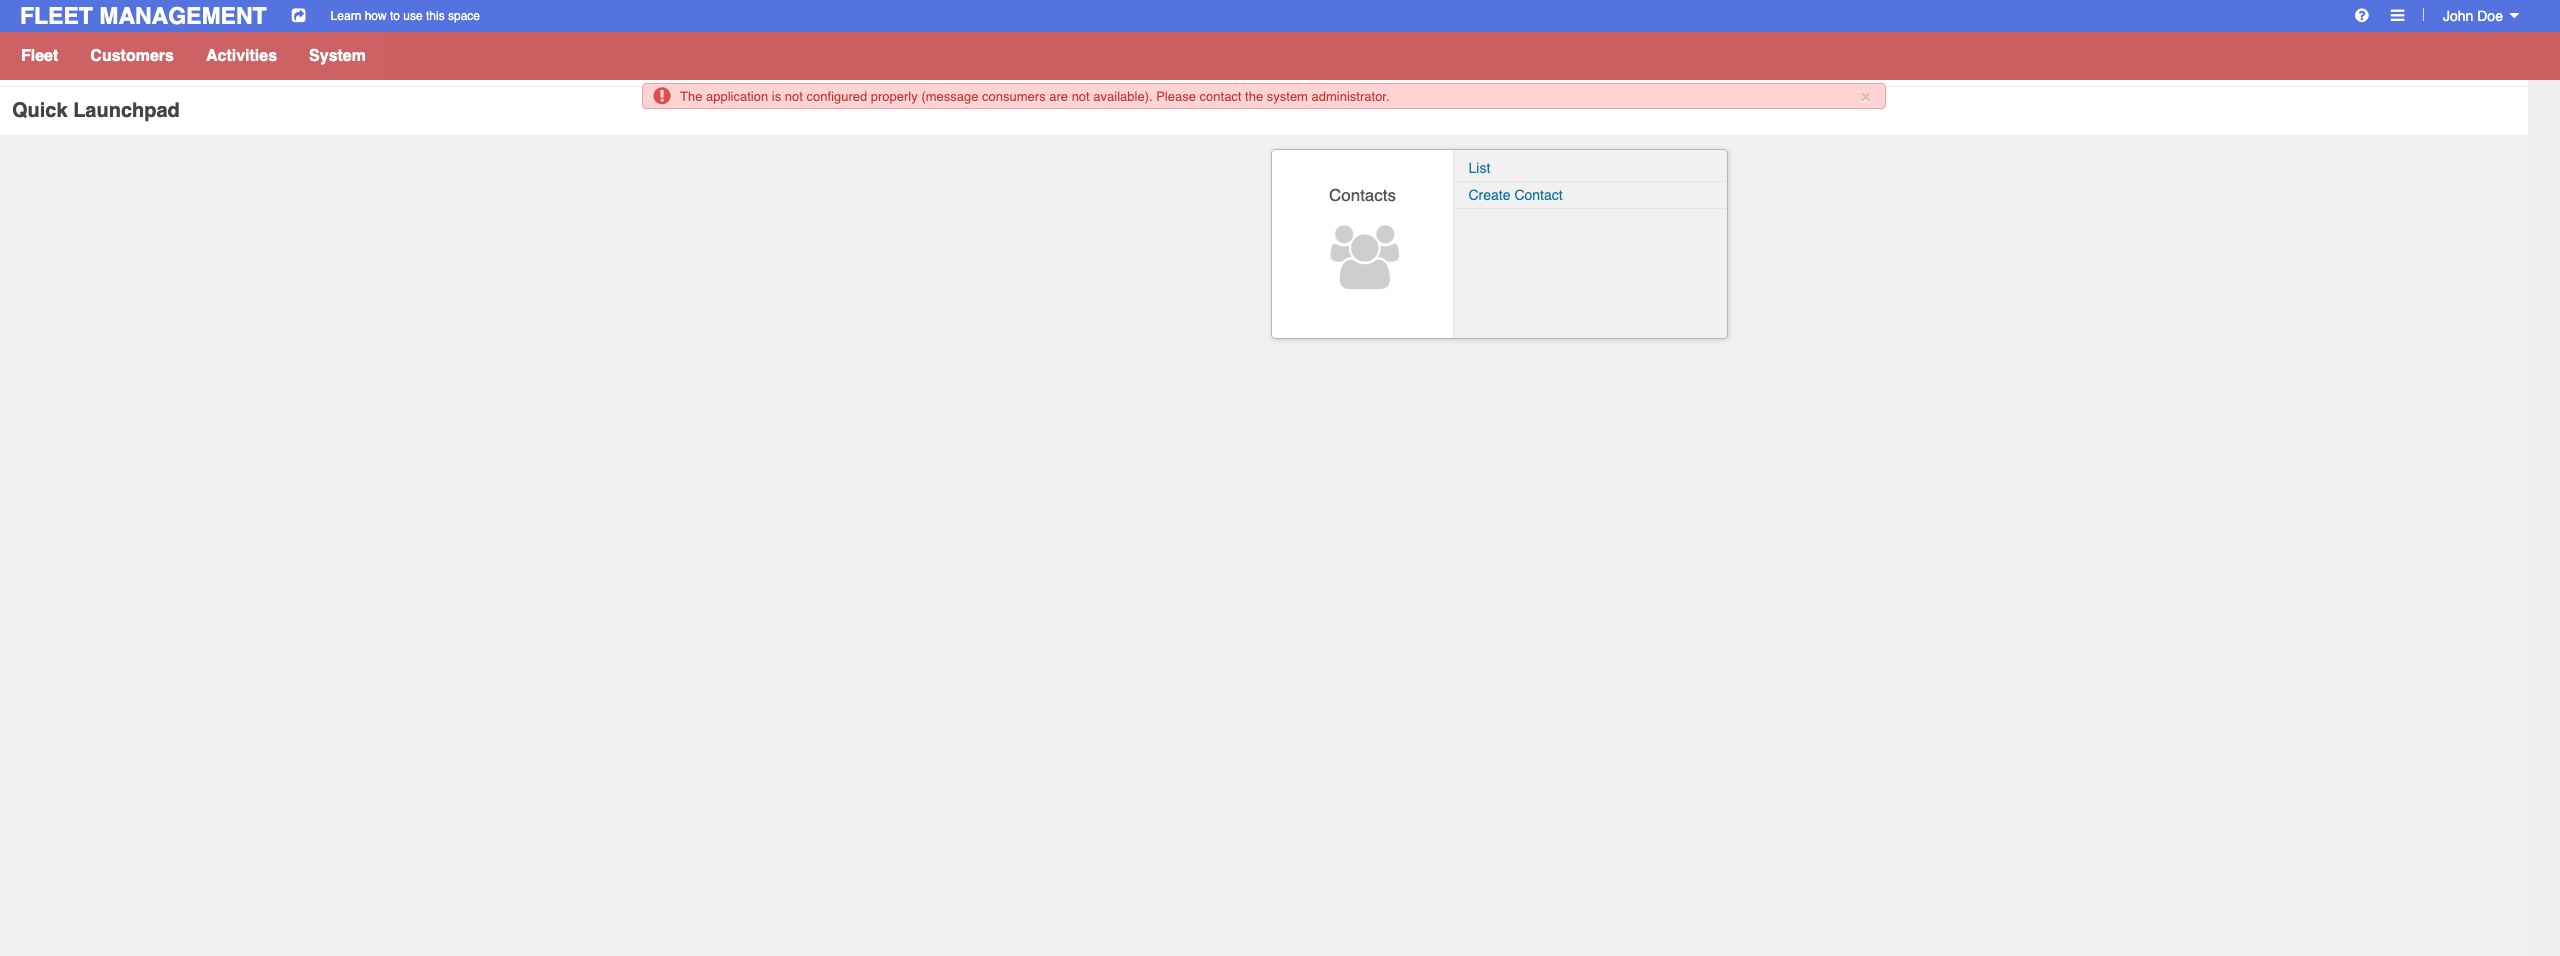 FLEET MANAGEMENT Learn how to use this space John Doe
Fleet Customers Activities System
The application is not configured properly (message consumers are not available). Please contact the system administrator. ×
Quick Launchpad
Contacts
List
Create Contact